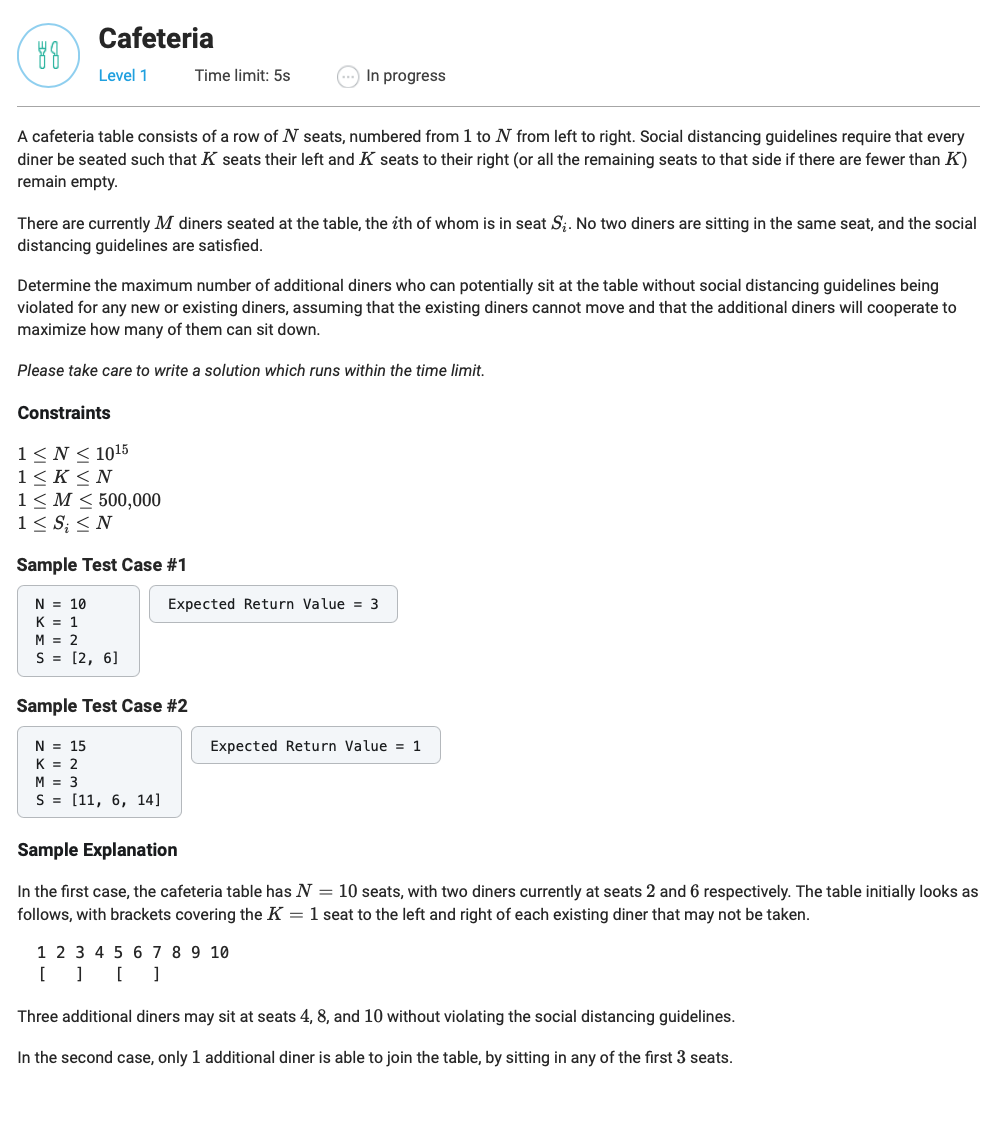 Cafeteria
Level 1 Time limit: 5s In progress
A cafeteria table consists of a row of N seats, numbered from 1 to N from left to right. Social distancing guidelines require that every
diner be seated such that K seats their left and K seats to their right (or all the remaining seats to that side if there are fewer than K)
remain empty.
There are currently M diners seated at the table, the ith of whom is in seat Sᵢ. No two diners are sitting in the same seat, and the social
distancing guidelines are satisfied.
Determine the maximum number of additional diners who can potentially sit at the table without social distancing guidelines being
violated for any new or existing diners, assuming that the existing diners cannot move and that the additional diners will cooperate to
maximize how many of them can sit down.
Please take care to write a solution which runs within the time limit.
Constraints
1 ≤ N ≤ 10¹⁵
1 ≤ K ≤ N
1 ≤ M ≤ 500,000
1 ≤ Sᵢ ≤ N
Sample Test Case #1
N = 10
K = 1
M = 2
S = [2, 6]
Expected Return Value = 3
Sample Test Case #2
N = 15
K = 2
M = 3
S = [11, 6, 14]
Expected Return Value = 1
Sample Explanation
In the first case, the cafeteria table has N = 10 seats, with two diners currently at seats 2 and 6 respectively. The table initially looks as
follows, with brackets covering the K = 1 seat to the left and right of each existing diner that may not be taken.
1 2 3 4 5 6 7 8 9 10
[   ]   [   ]
Three additional diners may sit at seats 4, 8, and 10 without violating the social distancing guidelines.
In the second case, only 1 additional diner is able to join the table, by sitting in any of the first 3 seats.